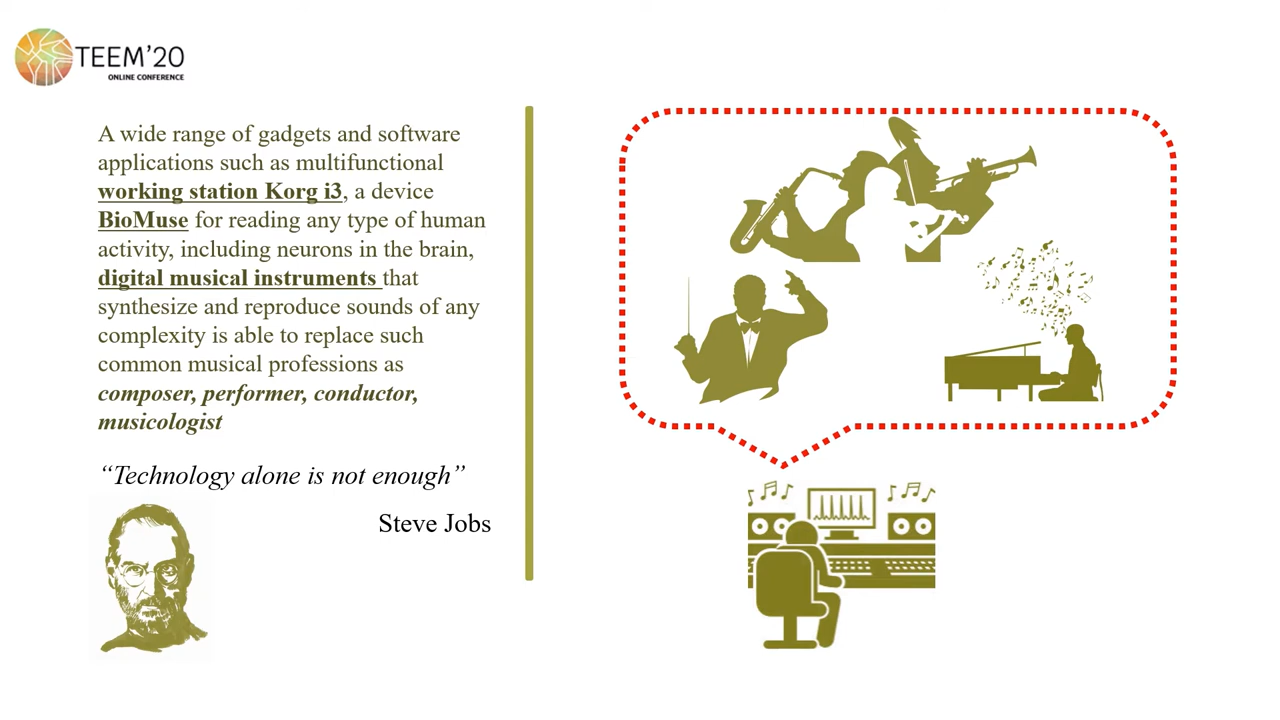 TEEM’20
ONLINE CONFERENCE
A wide range of gadgets and software
applications such as multifunctional
working station Korg i3, a device
BioMuse for reading any type of human
activity, including neurons in the brain,
digital musical instruments that
synthesize and reproduce sounds of any
complexity is able to replace such
common musical professions as
composer, performer, conductor,
musicologist
“Technology alone is not enough”
Steve Jobs